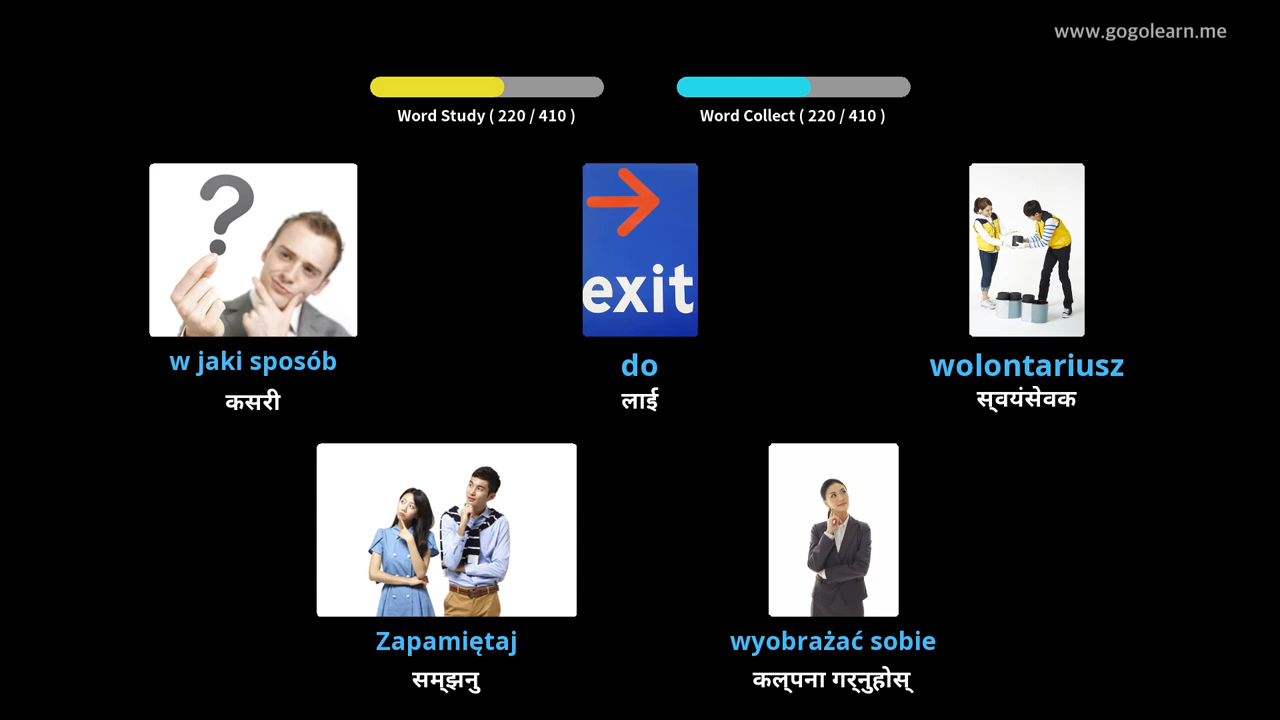 www.gogolearn.me
Word Study ( 220 / 410 )
Word Collect ( 220 / 410 )
exit
w jaki sposób
do
wolontariusz
कसरी
लाई
स्वयंसेवक
Zapamiętaj
wyobrażać sobie
सम्झनु
कल्पना गर्नुहोस्